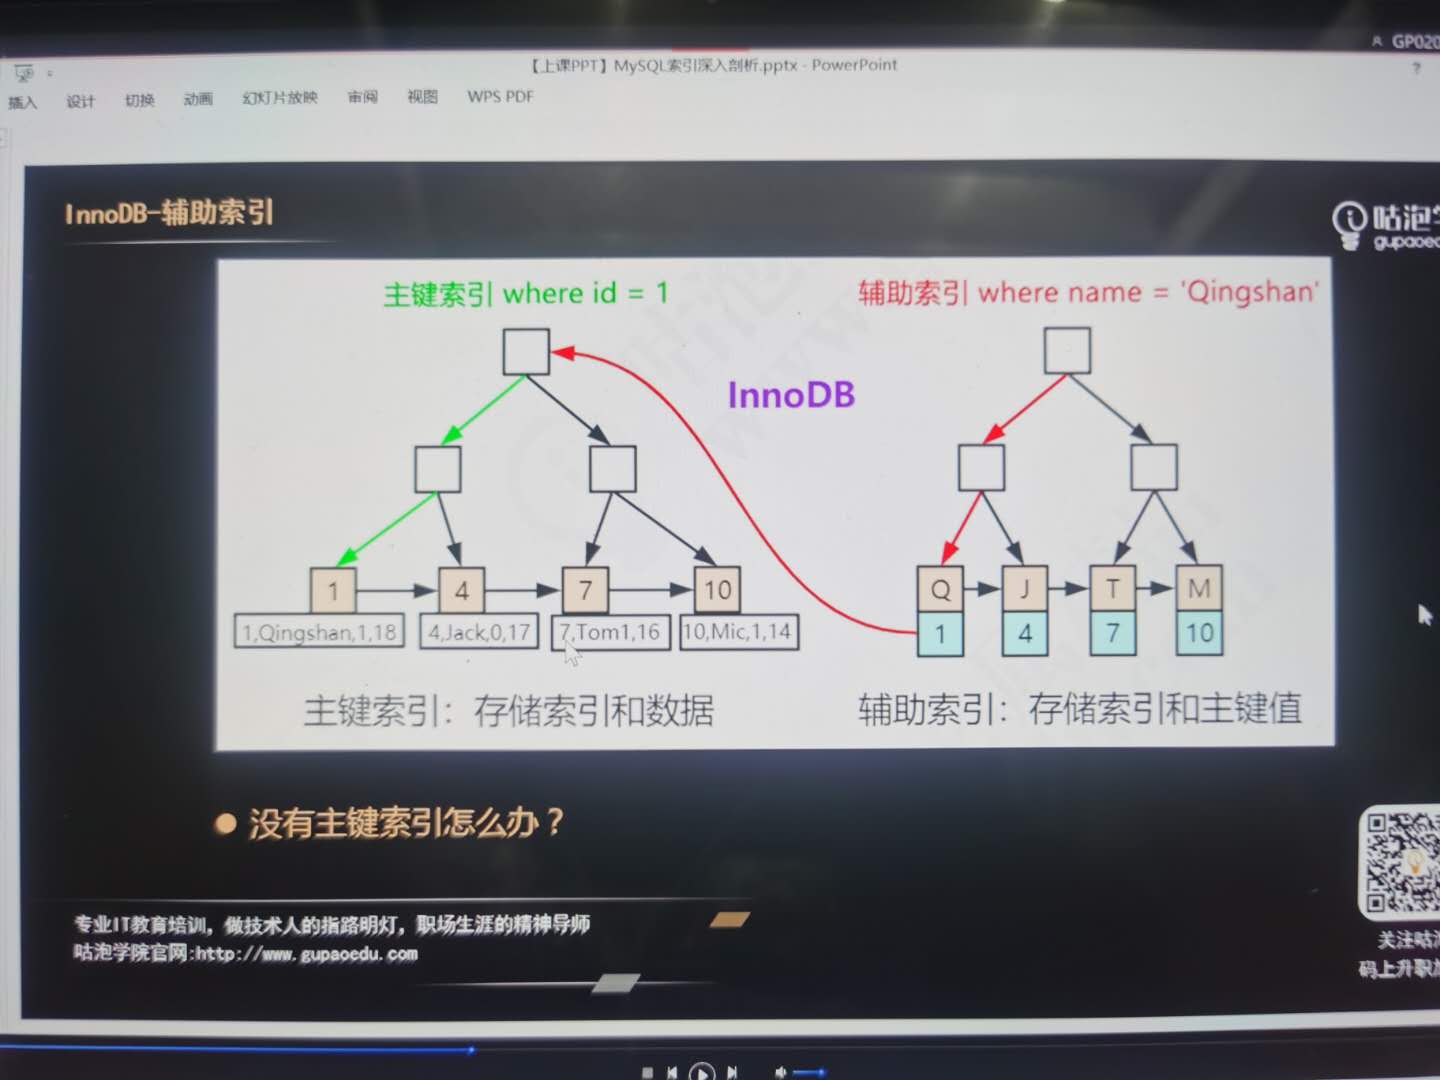 GP020
【上课PPT】MySQL索引深入剖析.pptx - PowerPoint
?
插入 设计 切换 动画 幻灯片放映 审阅 视图 WPS PDF
InnoDB-辅助索引
咕泡学
gupaoed
主键索引 where id = 1
辅助索引 where name = 'Qingshan'
InnoDB
1 4 7 10
Q J T M
1,Qingshan,1,18 4,Jack,0,17 7,Tom1,16 10,Mic,1,14
1 4 7 10
主键索引：存储索引和数据
辅助索引：存储索引和主键值
没有主键索引怎么办？
专业IT教育培训，做技术人的指路明灯，职场生涯的精神导师
咕泡学院官网:http://www.gupaoedu.com
关注咕泡
码上升职加